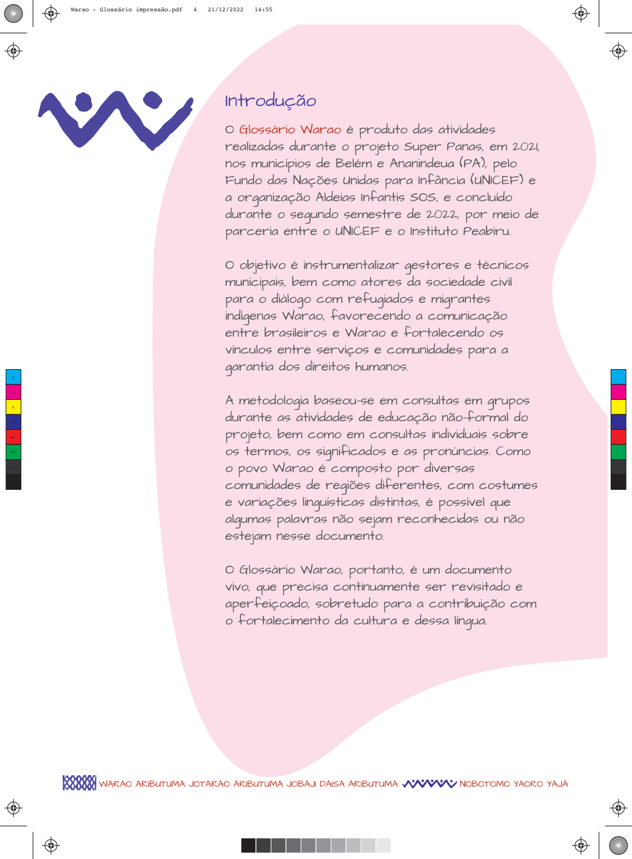 Warao - Glossário impressão.pdf 4 21/12/2022 14:55
Introdução
O Glossário Warao é produto das atividades
realizadas durante o projeto Super Panas, em 2021,
nos municípios de Belém e Ananindeua (PA), pelo
Fundo das Nações Unidas para Infância (UNICEF) e
a organização Aldeias Infantis SOS, e concluído
durante o segundo semestre de 2022, por meio de
parceria entre o UNICEF e o Instituto Peabiru.
O objetivo é instrumentalizar gestores e técnicos
municipais, bem como atores da sociedade civil
para o diálogo com refugiados e migrantes
indígenas Warao, favorecendo a comunicação
entre brasileiros e Warao e fortalecendo os
vínculos entre serviços e comunidades para a
garantia dos direitos humanos.
A metodologia baseou-se em consultas em grupos
durante as atividades de educação não-formal do
projeto, bem como em consultas individuais sobre
os termos, os significados e as pronúncias. Como
o povo Warao é composto por diversas
comunidades de regiões diferentes, com costumes
e variações linguísticas distintas, é possível que
algumas palavras não sejam reconhecidas ou não
estejam nesse documento.
O Glossário Warao, portanto, é um documento
vivo, que precisa continuamente ser revisitado e
aperfeiçoado, sobretudo para a contribuição com
o fortalecimento da cultura e dessa língua.
WARAO ARIBUTUMA JOTARAO ARIBUTUMA JOBAJI DAISA ARIBUTUMA NOBOTOMO YAORO YAJA